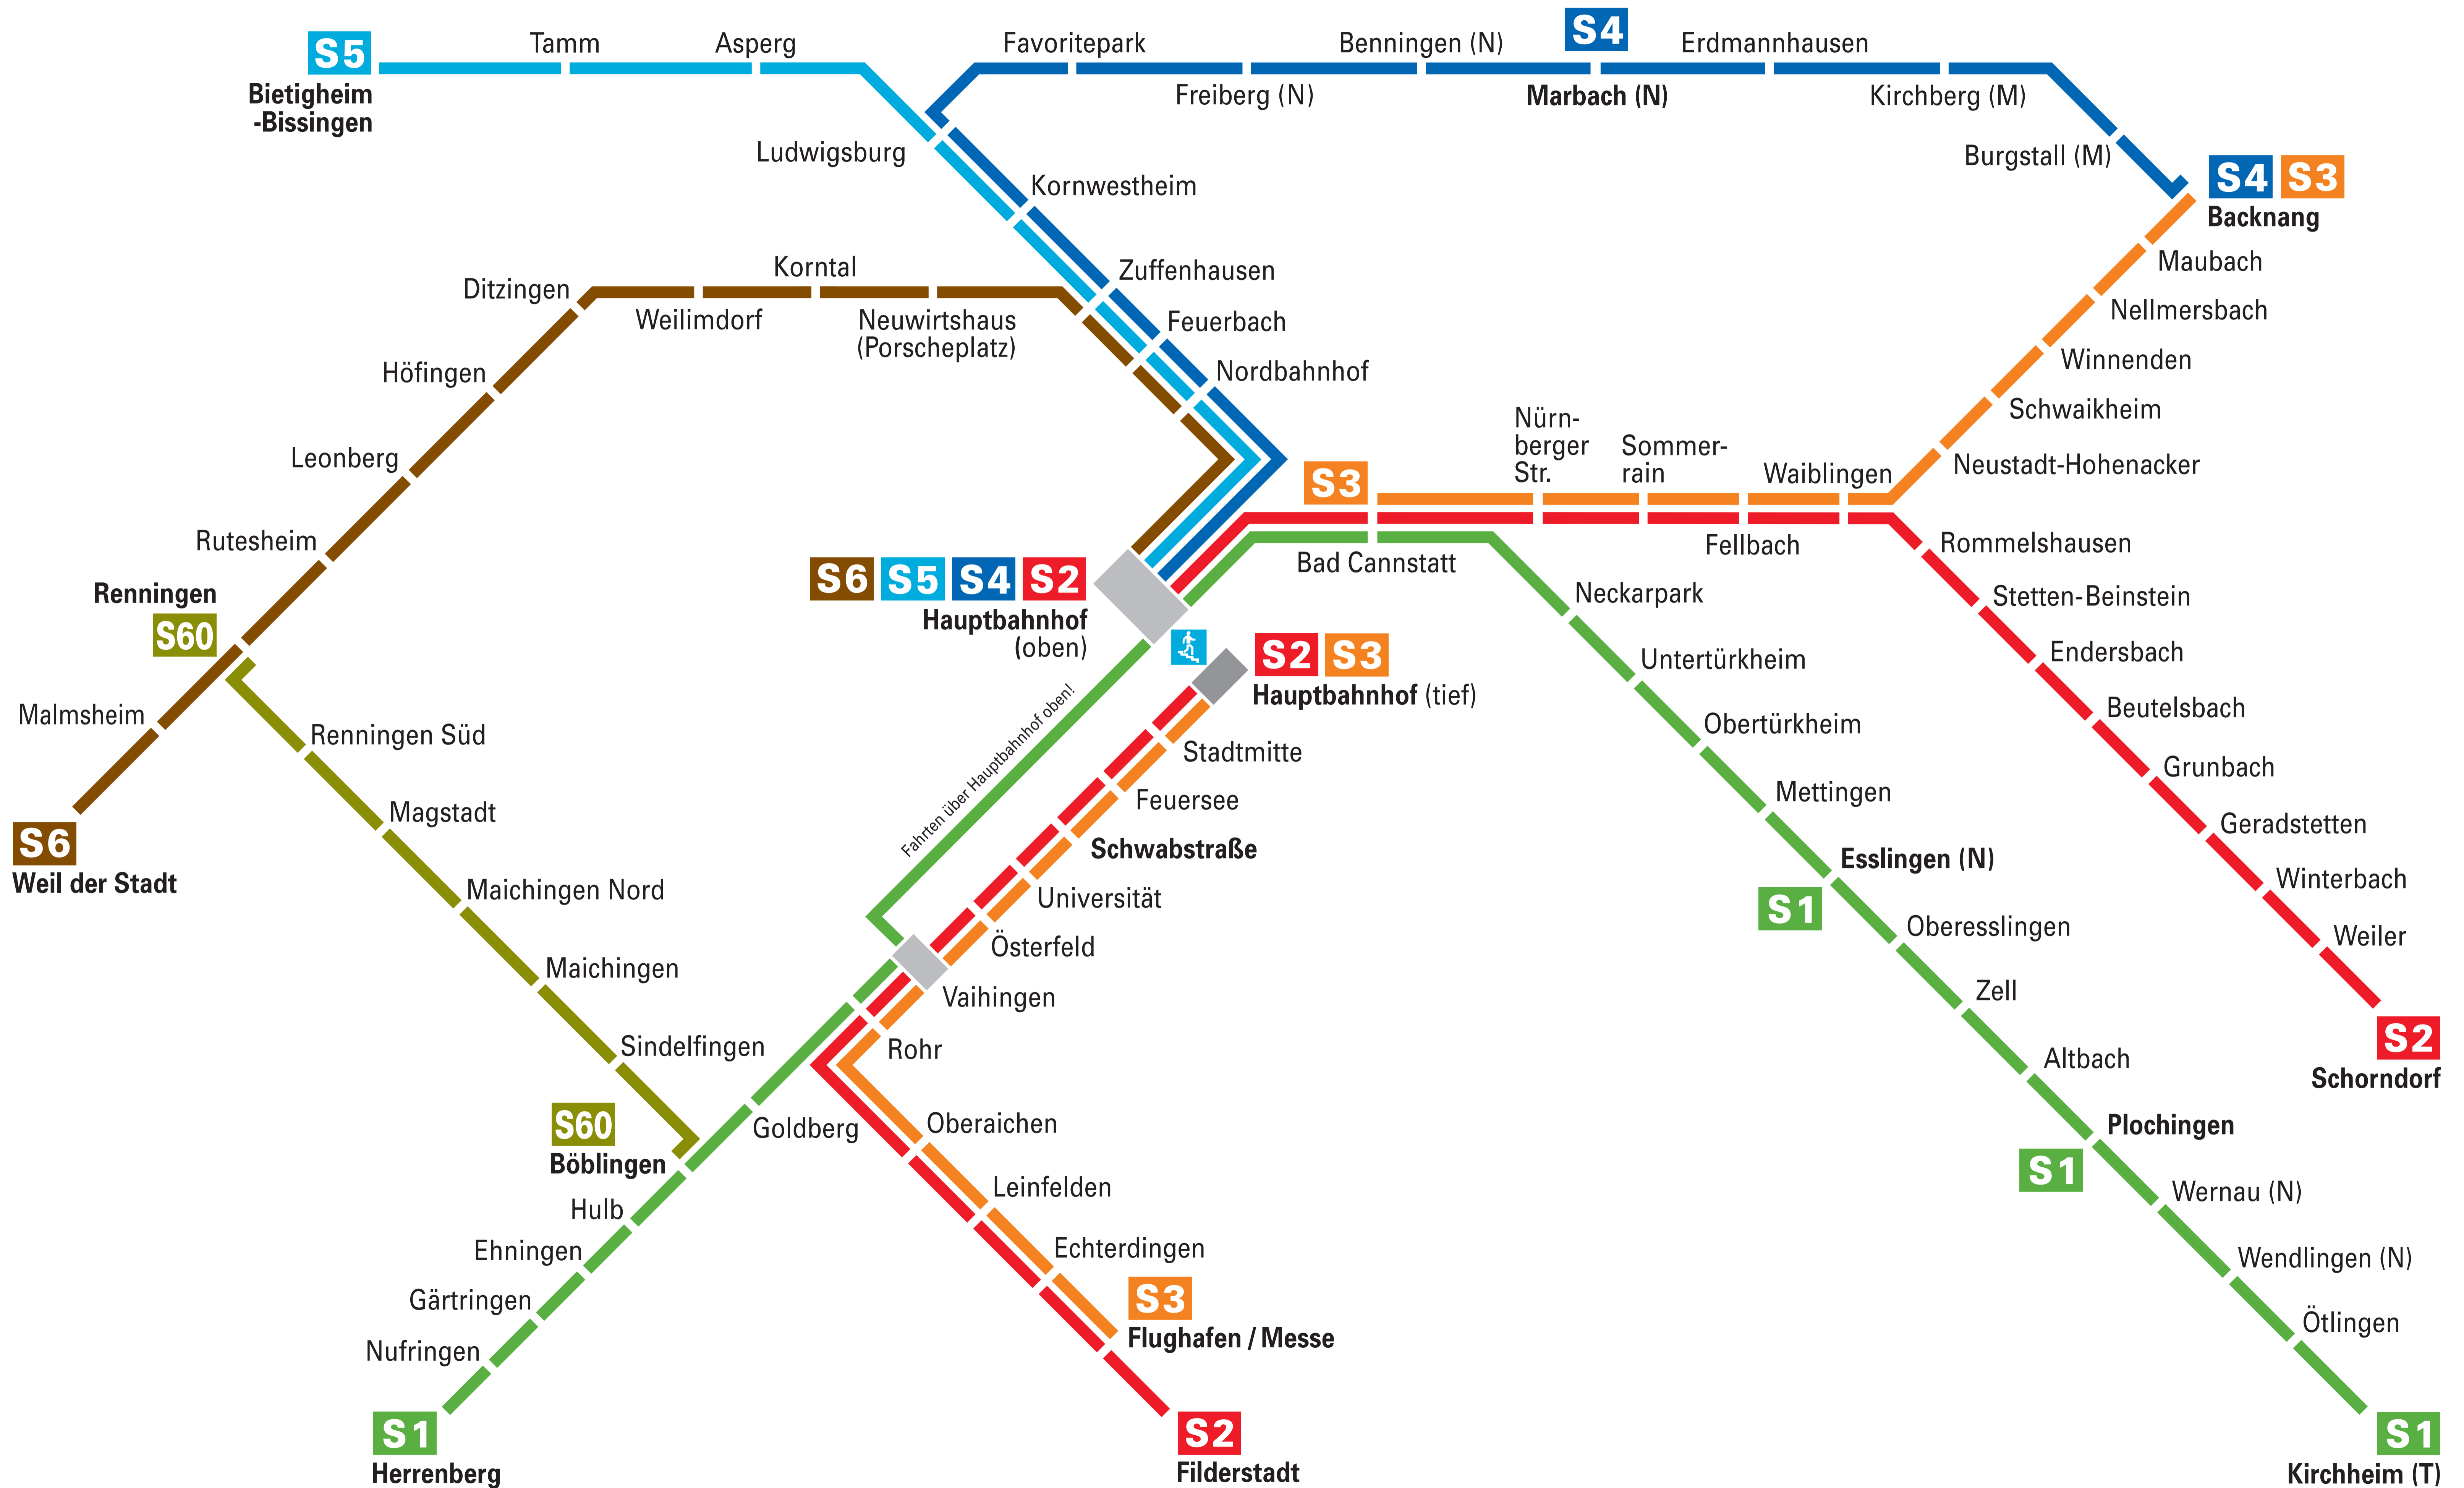 S5
Bietigheim
-Bissingen
Tamm
Asperg
Favoritepark
Freiberg (N)
Benningen (N)
S4
Marbach (N)
Erdmannhausen
Kirchberg (M)
Burgstall (M)
S4 S3
Backnang
Ludwigsburg
Kornwestheim
Zuffenhausen
Feuerbach
Nordbahnhof
Maubach
Nellmersbach
Winnenden
Schwaikheim
Neustadt-Hohenacker
Korntal
Ditzingen
Weilimdorf
Neuwirtshaus
(Porscheplatz)
Höfingen
Leonberg
Rutesheim
Renningen
S60
Malmsheim
S6
Weil der Stadt
Renningen Süd
Magstadt
Maichingen Nord
Maichingen
Sindelfingen
S60
Böblingen
S3
Nürn-
berger
Str.
Sommer-
rain
Waiblingen
Fellbach
Bad Cannstatt
S6 S5 S4 S2
Hauptbahnhof
(oben)
S2 S3
Hauptbahnhof (tief)
Fahrten über Hauptbahnhof oben!
Stadtmitte
Feuersee
Schwabstraße
Universität
Österfeld
Vaihingen
Rohr
Goldberg
Oberaichen
Leinfelden
Echterdingen
S3
Flughafen / Messe
S2
Filderstadt
Hulb
Ehningen
Gärtringen
Nufringen
S1
Herrenberg
Neckarpark
Untertürkheim
Obertürkheim
Mettingen
Esslingen (N)
S1
Oberesslingen
Zell
Altbach
Plochingen
S1
Wernau (N)
Wendlingen (N)
Ötlingen
S1
Kirchheim (T)
Rommelshausen
Stetten-Beinstein
Endersbach
Beutelsbach
Grunbach
Geradstetten
Winterbach
Weiler
S2
Schorndorf